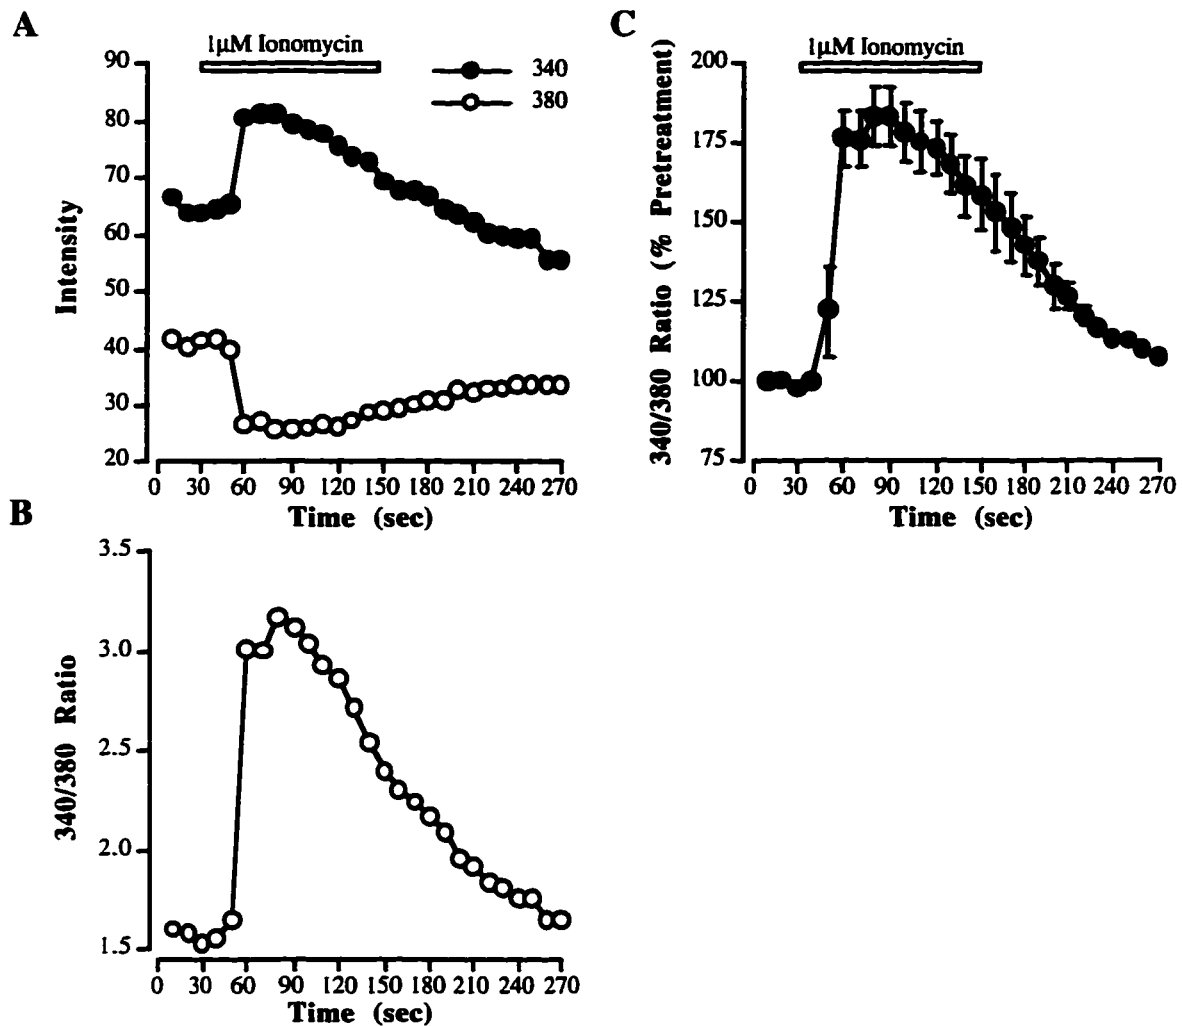 A
1μM Ionomycin
340
380
90
80
70
60
50
40
30
20
Intensity
0 30 60 90 120 150 180 210 240 270
Time (sec)
C
1μM Ionomycin
200
175
150
125
100
75
340/380 Ratio (% Pretreatment)
0 30 60 90 120 150 180 210 240 270
Time (sec)
B
3.5
3.0
2.5
2.0
1.5
340/380 Ratio
0 30 60 90 120 150 180 210 240 270
Time (sec)